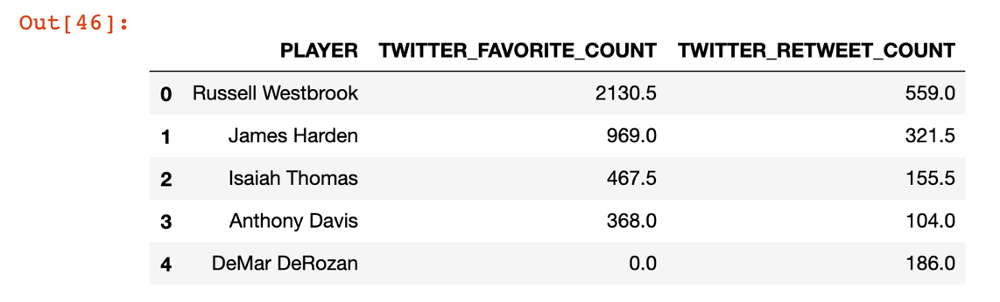 Out[46]:
PLAYER TWITTER_FAVORITE_COUNT TWITTER_RETWEET_COUNT
0 Russell Westbrook 2130.5 559.0
1 James Harden 969.0 321.5
2 Isaiah Thomas 467.5 155.5
3 Anthony Davis 368.0 104.0
4 DeMar DeRozan 0.0 186.0